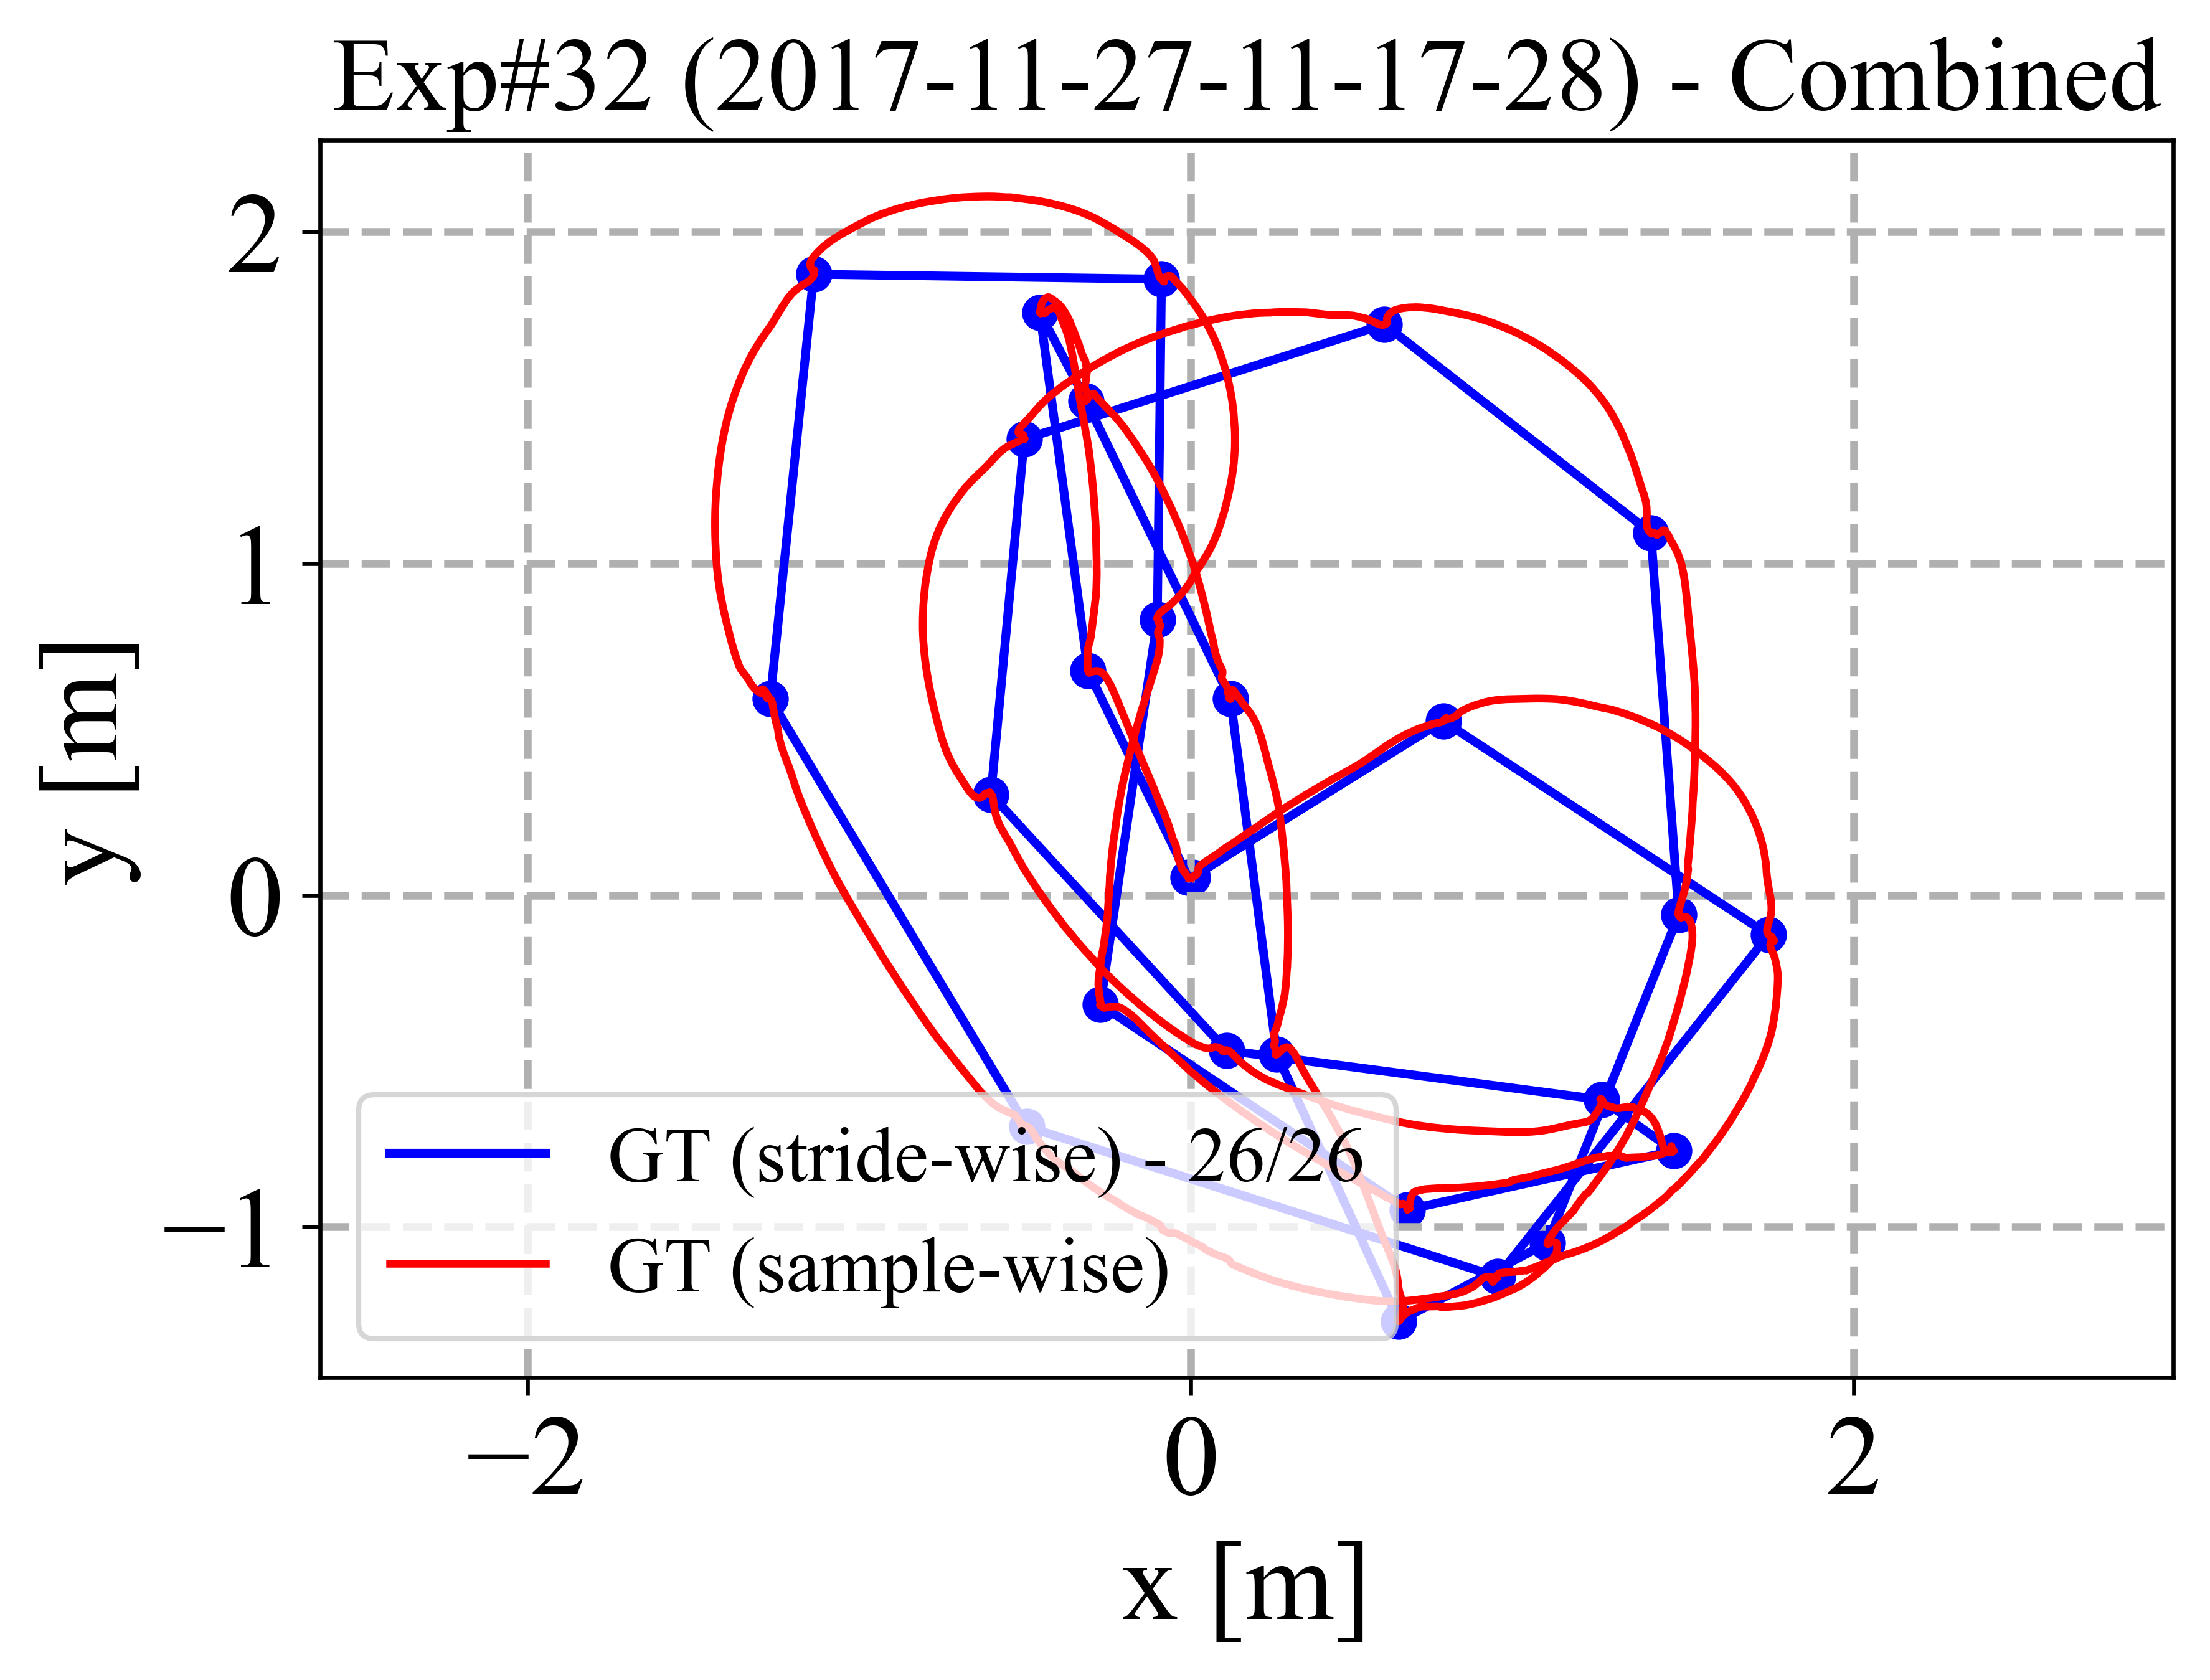 Exp#32 (2017-11-27-11-17-28) - Combined
2
1
0
−1
y [m]
GT (stride-wise) - 26/26
GT (sample-wise)
−2
0
2
x [m]